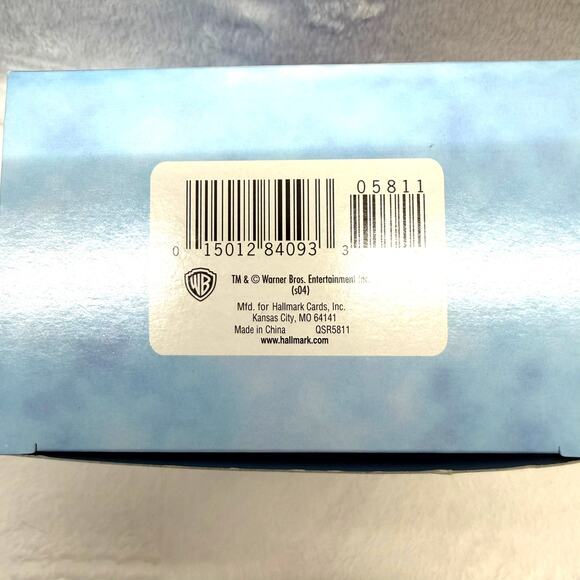 05811
0 15012 84093 3
WB
TM & © Warner Bros. Entertainment Inc.
(s04)
Mfd. for Hallmark Cards, Inc.
Kansas City, MO 64141
Made in China QSR5811
www.hallmark.com